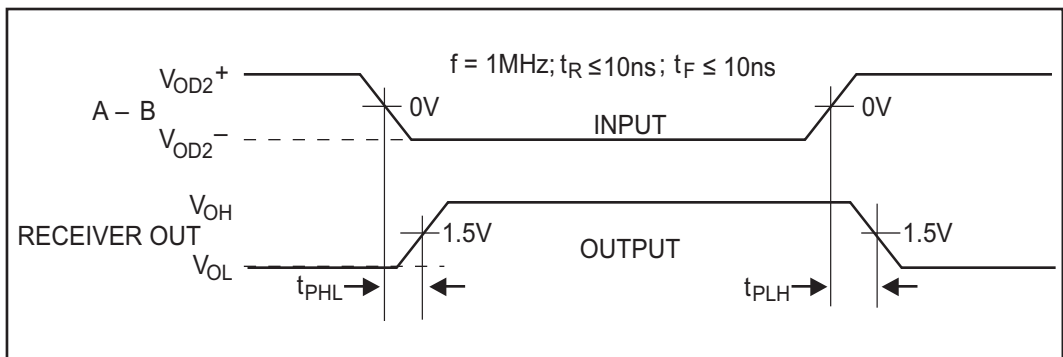 f = 1MHz; tR ≤10ns; tF ≤ 10ns
VOD2+
A – B
0V
0V
INPUT
VOD2–
VOH
RECEIVER OUT
1.5V
1.5V
OUTPUT
VOL
tPHL
tPLH